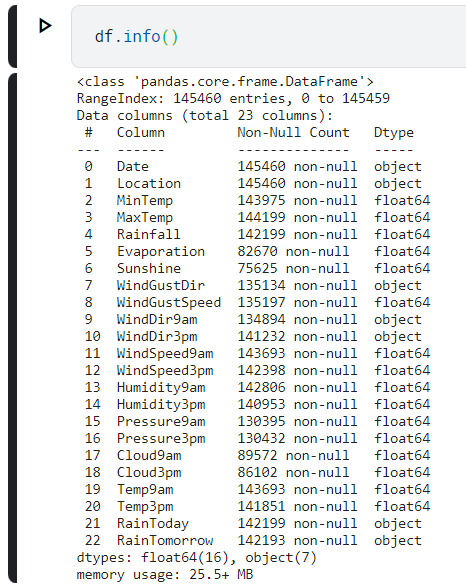 df.info()
<class 'pandas.core.frame.DataFrame'>
RangeIndex: 145460 entries, 0 to 145459
Data columns (total 23 columns):
 #   Column         Non-Null Count   Dtype
---  ------         --------------   -----
 0   Date           145460 non-null  object
 1   Location       145460 non-null  object
 2   MinTemp        143975 non-null  float64
 3   MaxTemp        144199 non-null  float64
 4   Rainfall       142199 non-null  float64
 5   Evaporation    82670 non-null   float64
 6   Sunshine       75625 non-null   float64
 7   WindGustDir    135134 non-null  object
 8   WindGustSpeed  135197 non-null  float64
 9   WindDir9am     134894 non-null  object
 10  WindDir3pm     141232 non-null  object
 11  WindSpeed9am   143693 non-null  float64
 12  WindSpeed3pm   142398 non-null  float64
 13  Humidity9am    142806 non-null  float64
 14  Humidity3pm    140953 non-null  float64
 15  Pressure9am    130395 non-null  float64
 16  Pressure3pm    130432 non-null  float64
 17  Cloud9am       89572 non-null   float64
 18  Cloud3pm       86102 non-null   float64
 19  Temp9am        143693 non-null  float64
 20  Temp3pm        141851 non-null  float64
 21  RainToday      142199 non-null  object
 22  RainTomorrow   142193 non-null  object
dtypes: float64(16), object(7)
memory usage: 25.5+ MB